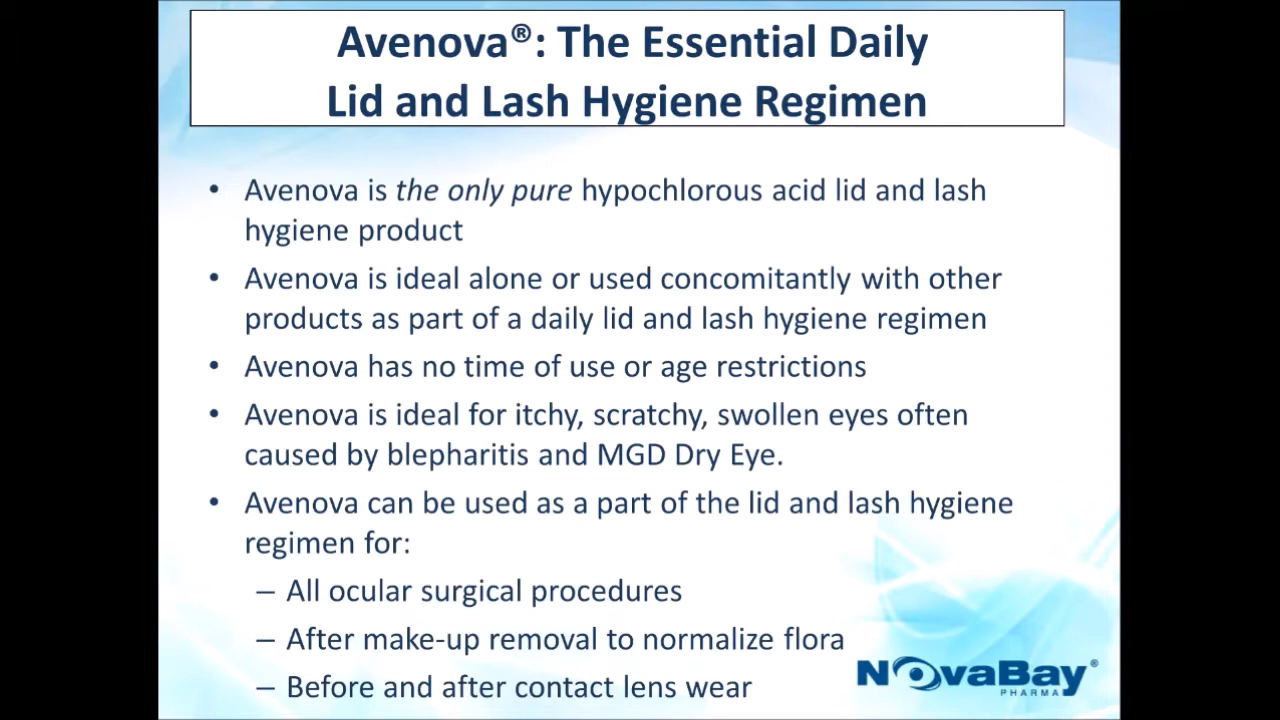 Avenova®: The Essential Daily
Lid and Lash Hygiene Regimen
• Avenova is the only pure hypochlorous acid lid and lash
hygiene product
• Avenova is ideal alone or used concomitantly with other
products as part of a daily lid and lash hygiene regimen
• Avenova has no time of use or age restrictions
• Avenova is ideal for itchy, scratchy, swollen eyes often
caused by blepharitis and MGD Dry Eye.
• Avenova can be used as a part of the lid and lash hygiene
regimen for:
– All ocular surgical procedures
– After make-up removal to normalize flora
– Before and after contact lens wear
NovaBay®
PHARMA